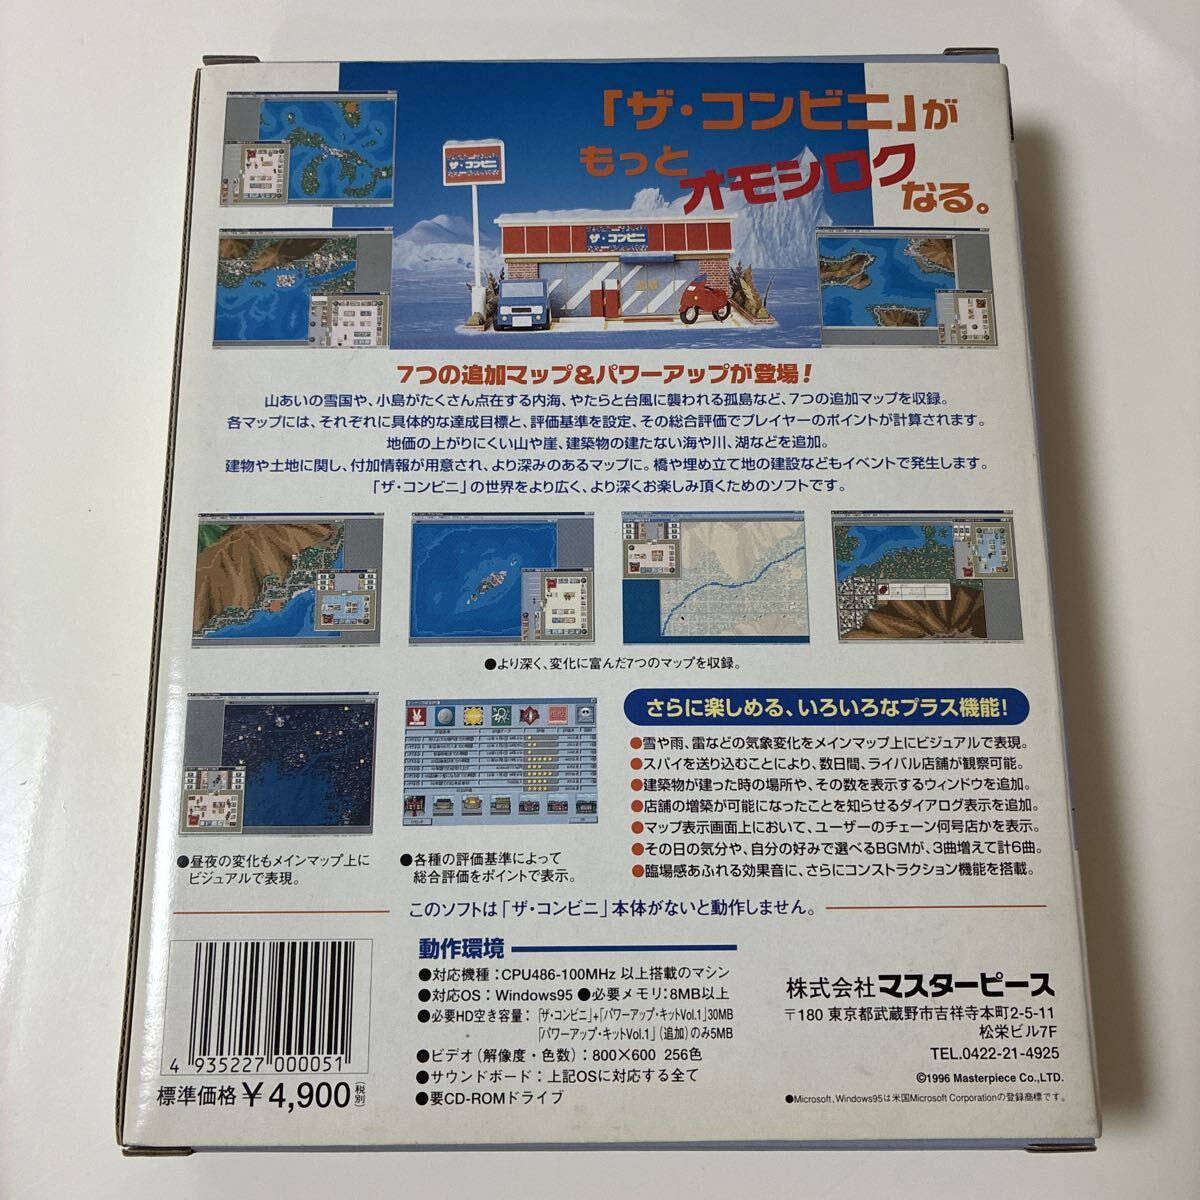 「ザ・コンビニ」が
もっと
オモシロク
なる。
ザ・コンビニ
ザ・コンビニ
7つの追加マップ&パワーアップが登場!
山あいの雪国や、小島がたくさん点在する内海、やたらと台風に襲われる孤島など、7つの追加マップを収録。
各マップには、それぞれに具体的な達成目標と、評価基準を設定、その総合評価でプレイヤーのポイントが計算されます。
地価の上がりにくい山や崖、建築物の建たない海や川、湖などを追加。
建物や土地に関し、付加情報が用意され、より深みのあるマップに。橋や埋め立て地の建設などもイベントで発生します。
「ザ・コンビニ」の世界をより広く、より深くお楽しみ頂くためのソフトです。
●より深く、変化に富んだ7つのマップを収録。
●昼夜の変化もメインマップ上に
ビジュアルで表現。
●各種の評価基準によって
総合評価をポイントで表示。
さらに楽しめる、いろいろなプラス機能!
●雪や雨、雷などの気象変化をメインマップ上にビジュアルで表現。
●スパイを送り込むことにより、数日間、ライバル店舗が観察可能。
●建築物が建った時の場所や、その数を表示するウィンドウを追加。
●店舗の増築が可能になったことを知らせるダイアログ表示を追加。
●マップ表示画面上において、ユーザーのチェーン何号店かを表示。
●その日の気分や、自分の好みで選べるBGMが、3曲増えて計6曲。
●臨場感あふれる効果音に、さらにコンストラクション機能を搭載。
このソフトは「ザ・コンビニ」本体がないと動作しません。
4 935227 000051
標準価格¥4,900(税別)
動作環境
●対応機種:CPU486-100MHz 以上搭載のマシン
●対応OS:Windows95 ●必要メモリ:8MB以上
●必要HD空き容量:「ザ・コンビニ」+「パワーアップ・キットVol.1」30MB
「パワーアップ・キットVol.1」(追加)のみ5MB
●ビデオ(解像度・色数):800×600 256色
●サウンドボード:上記OSに対応する全て
●要CD-ROMドライブ
株式会社マスターピース
〒180 東京都武蔵野市吉祥寺本町2-5-11
松栄ビル7F
TEL.0422-21-4925
©1996 Masterpiece Co.,LTD.
●Microsoft、Windows95は米国Microsoft Corporationの登録商標です。